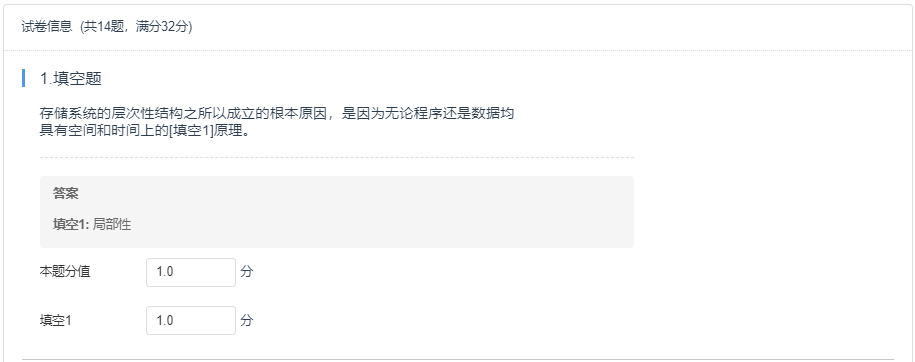 试卷信息 (共14题，满分32分)
1.填空题
存储系统的层次性结构之所以成立的根本原因，是因为无论程序还是数据均
具有空间和时间上的[填空1]原理。
答案
填空1: 局部性
本题分值 1.0 分
填空1 1.0 分